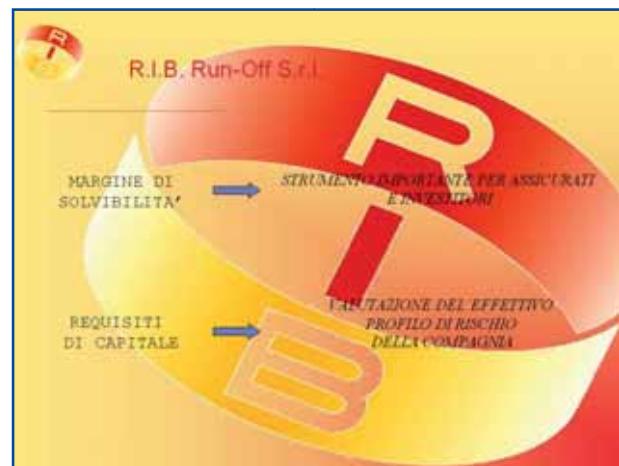 R.I.B. Run-Off S.r.l.
MARGINE DI
SOLVIBILITA’
STRUMENTO IMPORTANTE PER ASSICURATI
E INVESTITORI
REQUISITI
DI CAPITALE
VALUTAZIONE DEL EFFETTIVO
PROFILO DI RISCHIO
DELLA COMPAGNIA
R
I
B